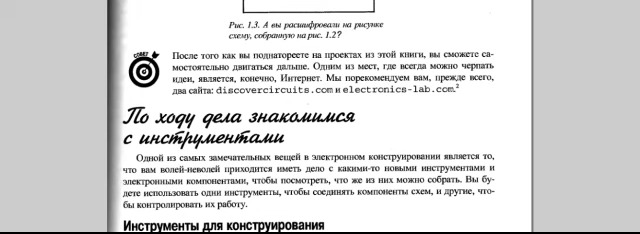 Рис. 1.3. А вы расшифровали на рисунке
схему, собранную на рис. 1.2?
СОВЕТ
После того как вы поднатореете на проектах из этой книги, вы сможете са-
мостоятельно двигаться дальше. Одним из мест, где всегда можно черпать
идеи, является, конечно, Интернет. Мы порекомендуем вам, прежде всего,
два сайта: discovercircuits.com и electronics-lab.com.²
По ходу дела знакомимся
с инструментами
Одной из самых замечательных вещей в электронном конструировании является то,
что вам волей-неволей приходится иметь дело с какими-то новыми инструментами и
электронными компонентами, чтобы посмотреть, что же из них можно собрать. Вы бу-
дете использовать одни инструменты, чтобы соединять компоненты схем, и другие, что-
бы контролировать их работу.
Инструменты для конструирования